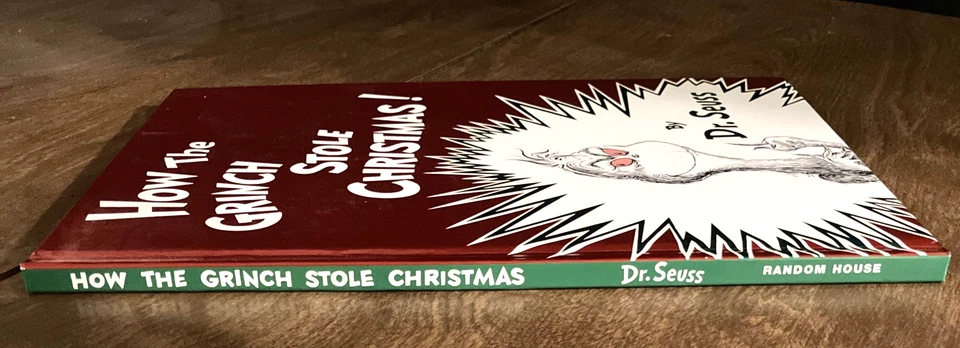 How The
GRINCH
STOLE
CHRISTMAS!
By
Dr. Seuss
HOW THE GRINCH STOLE CHRISTMAS Dr. Seuss RANDOM HOUSE